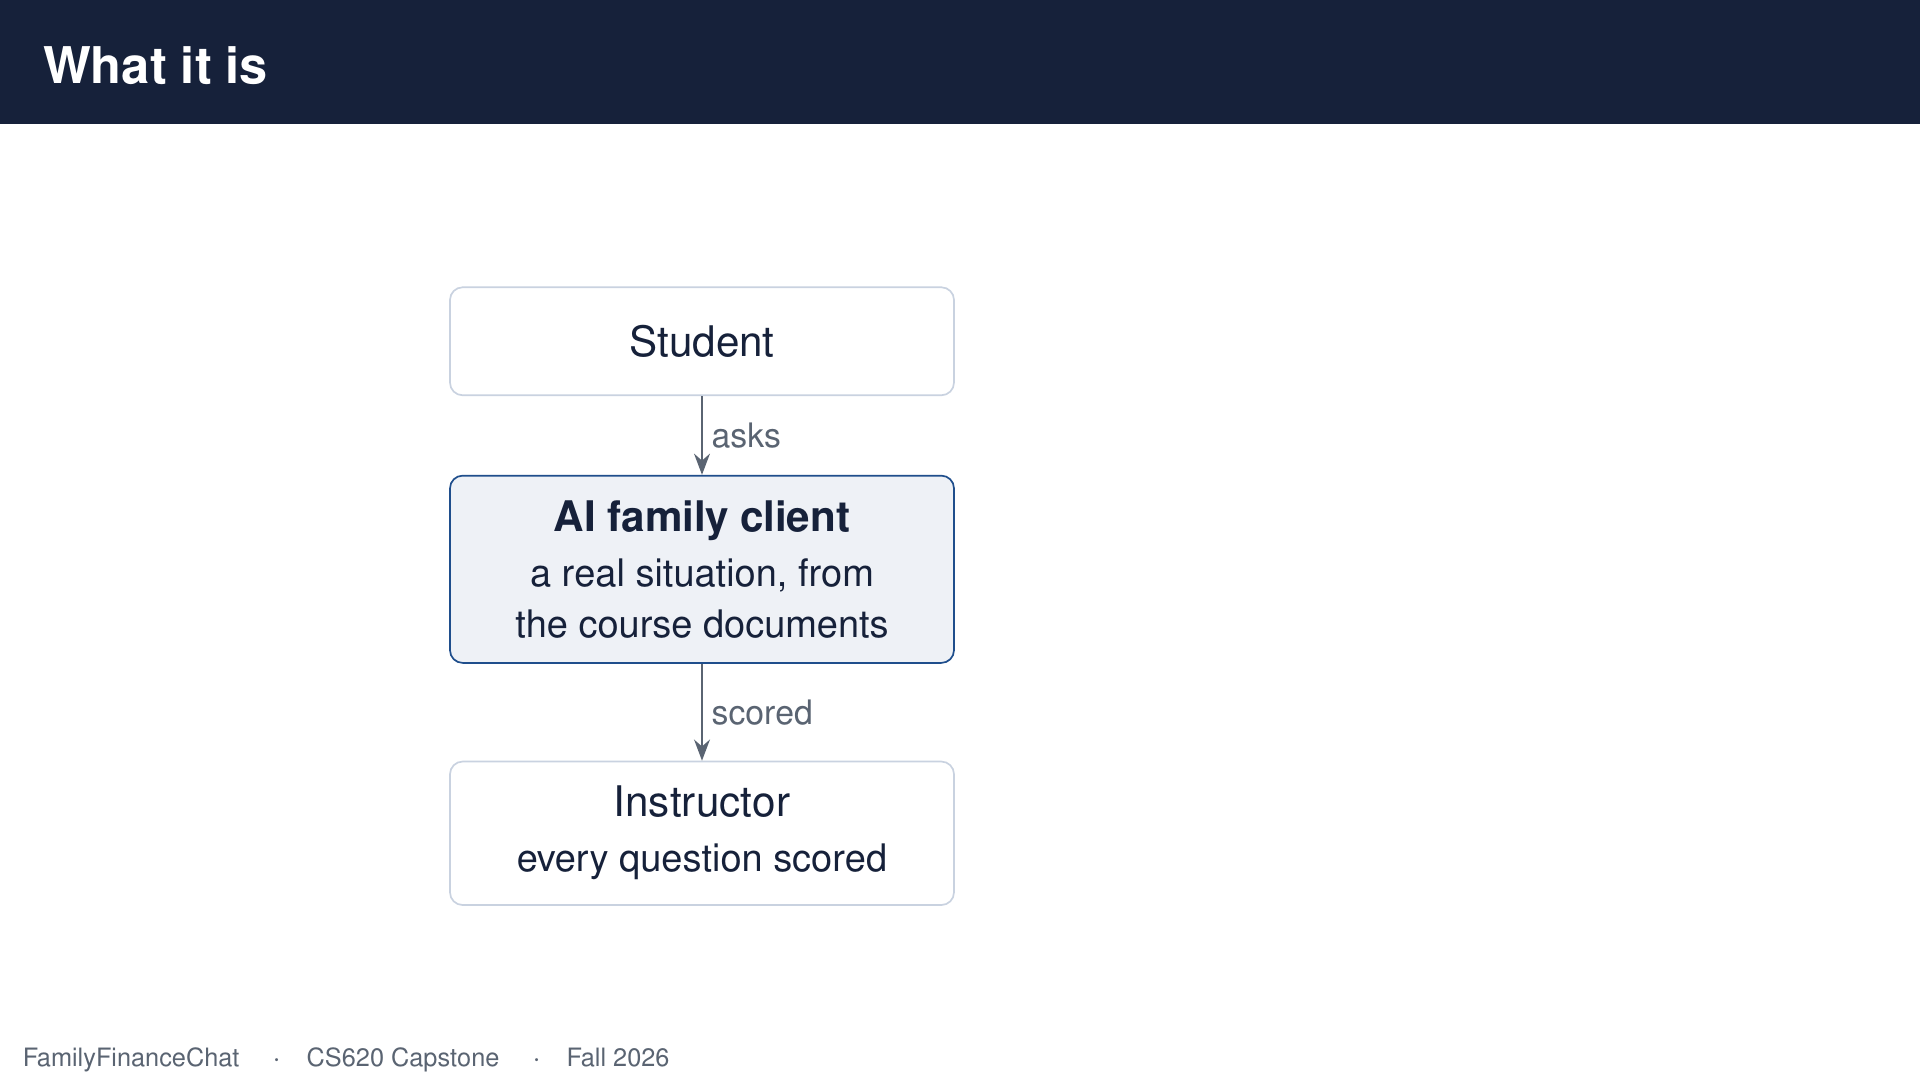 What it is
Student
asks
AI family client
a real situation, from
the course documents
scored
Instructor
every question scored
FamilyFinanceChat · CS620 Capstone · Fall 2026